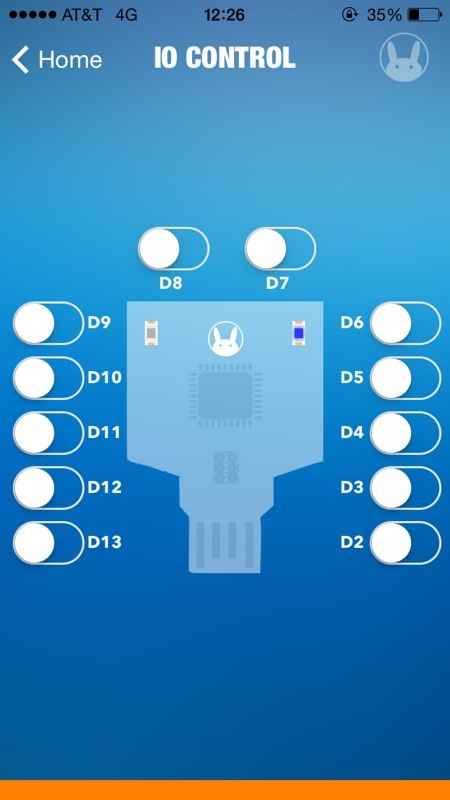 AT&T 4G 12:26 35%
Home IO CONTROL
D8 D7
D9 D6
D10 D5
D11 D4
D12 D3
D13 D2